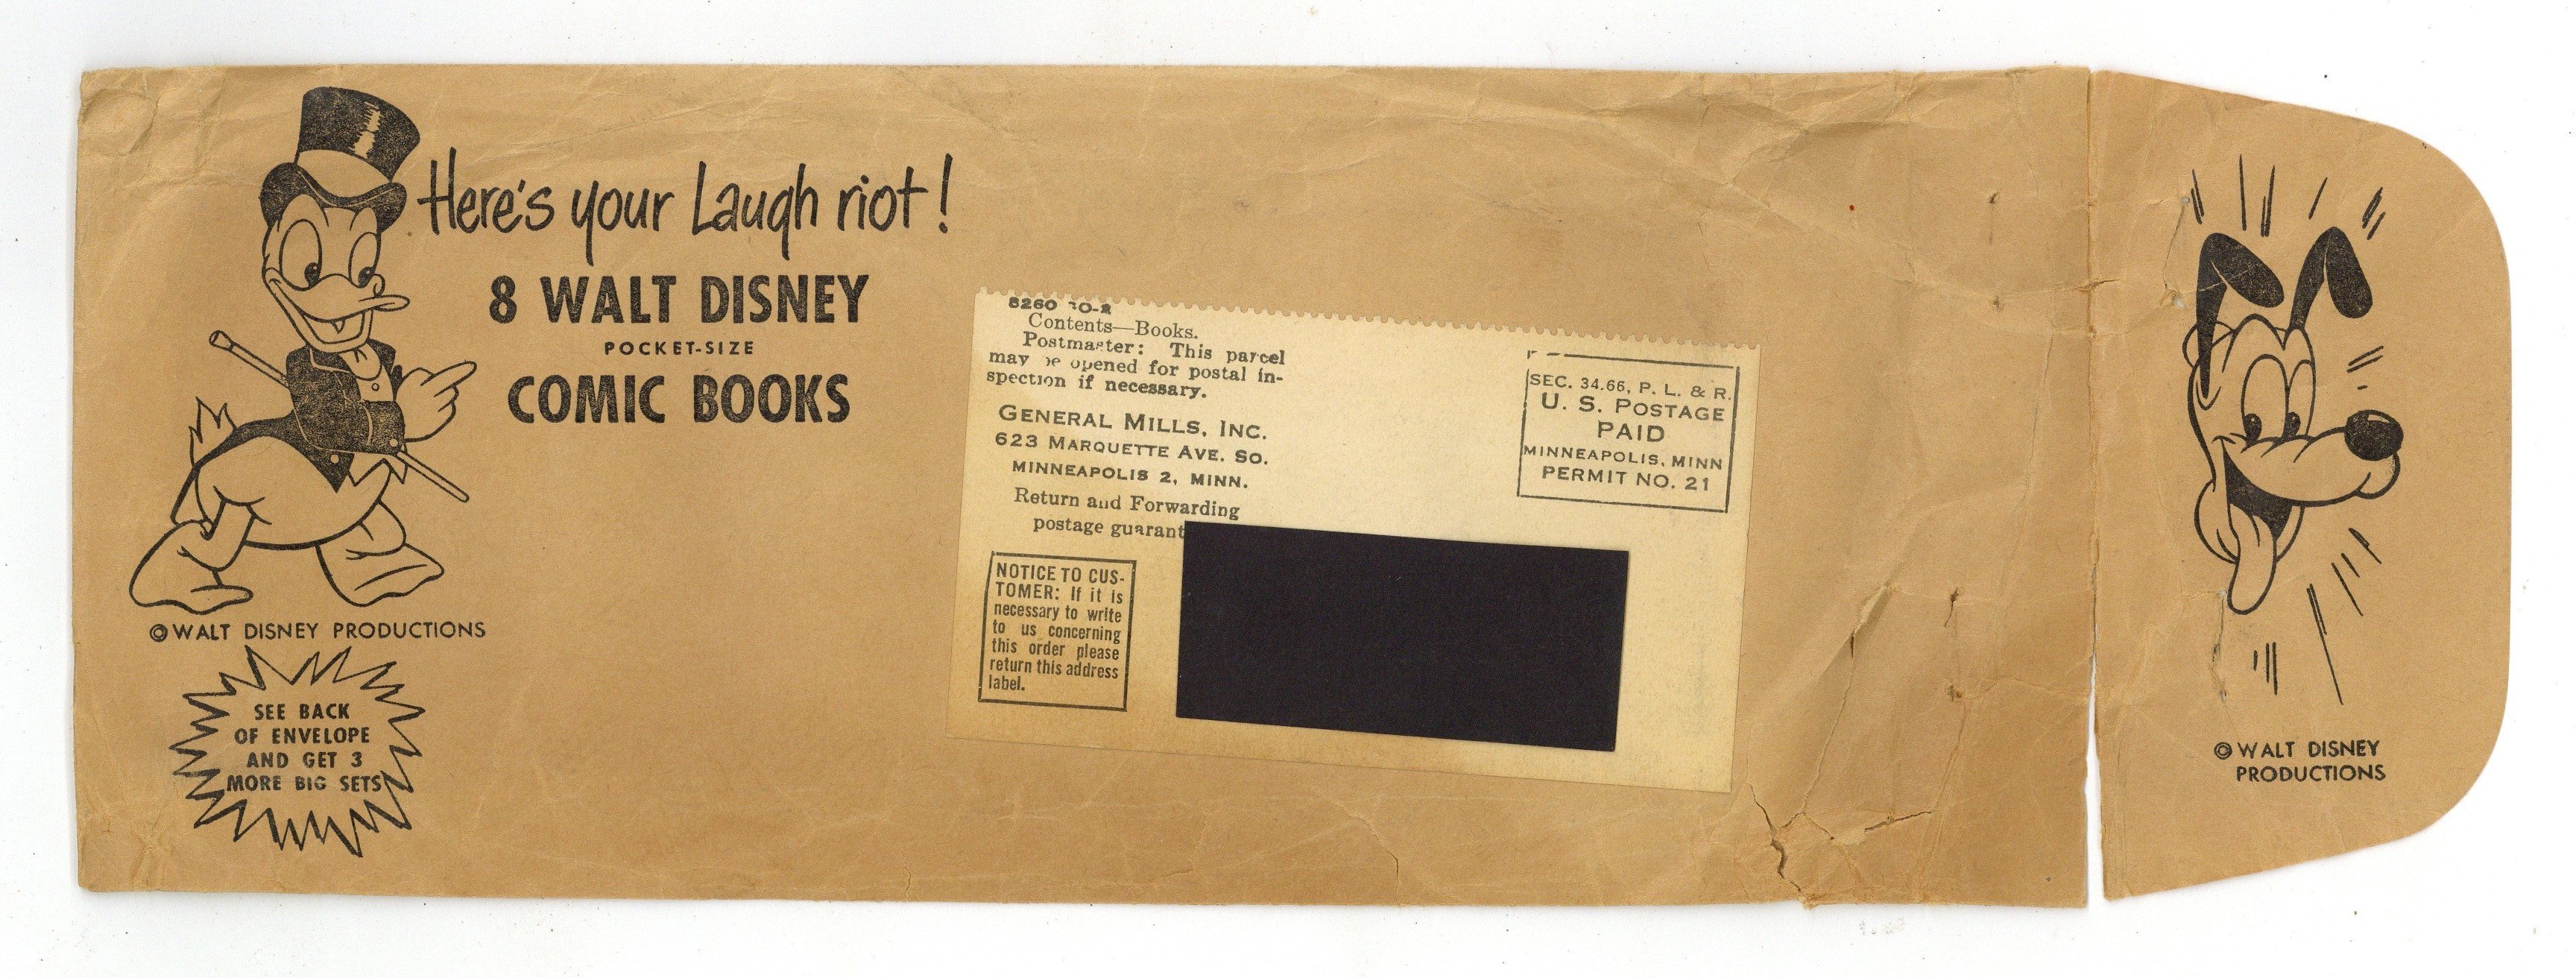 Here's your Laugh riot!
8 WALT DISNEY
POCKET-SIZE
COMIC BOOKS
©WALT DISNEY PRODUCTIONS
SEE BACK
OF ENVELOPE
AND GET 3
MORE BIG SETS
8260
Contents—Books.
Postmaster: This parcel
may be opened for postal in-
spection if necessary.
GENERAL MILLS, INC.
623 MARQUETTE AVE. SO.
MINNEAPOLIS 2, MINN.
Return and Forwarding
postage guarant
NOTICE TO CUS-
TOMER: If it is
necessary to write
to us concerning
this order please
return this address
label.
SEC. 34.66, P. L. & R.
U. S. POSTAGE
PAID
MINNEAPOLIS, MINN
PERMIT NO. 21
©WALT DISNEY
PRODUCTIONS